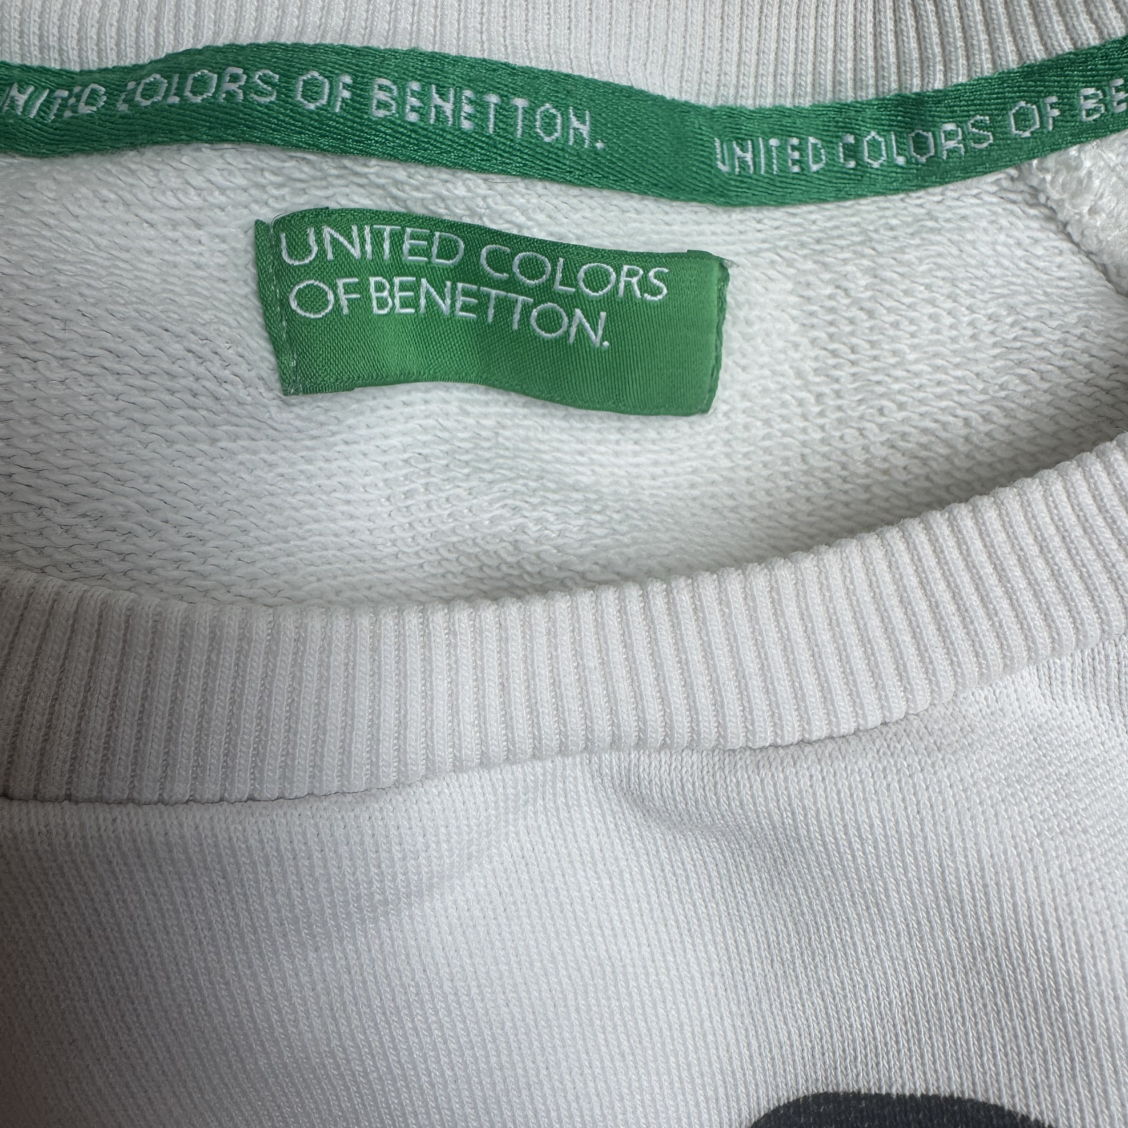 UNITED COLORS OF BENETTON. UNITED COLORS OF BE
UNITED COLORS
OF BENETTON.